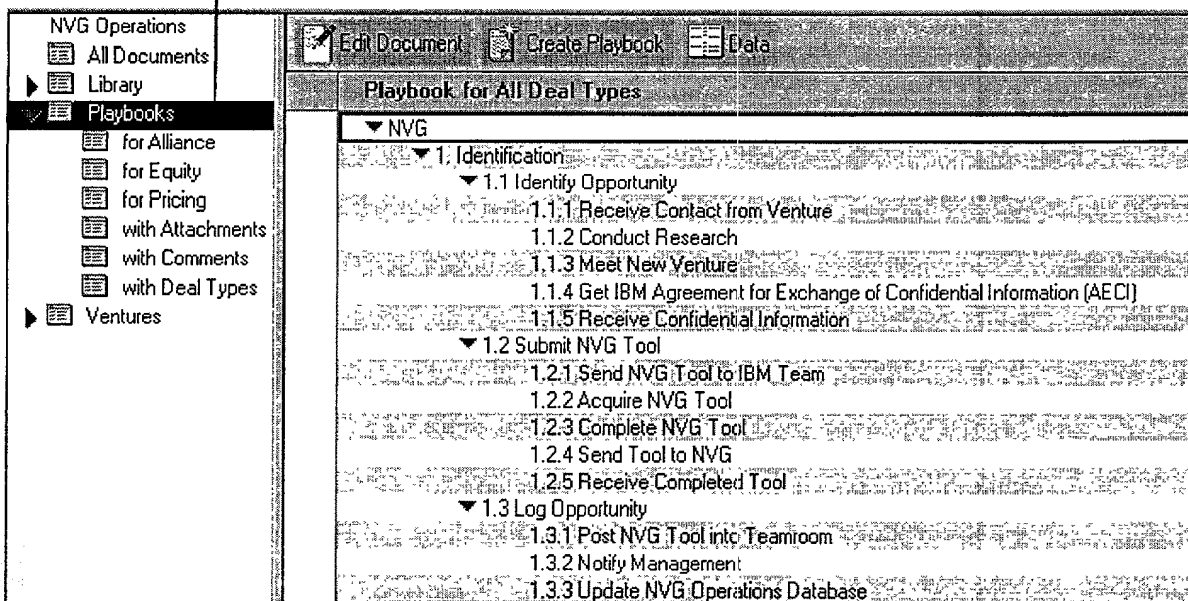 NVG Operations
All Documents
Library
Playbooks
for Alliance
for Equity
for Pricing
with Attachments
with Comments
with Deal Types
Ventures
Edit Document Create Playbook Data
Playbook for All Deal Types
NVG
1. Identification
1.1 Identify Opportunity
1.1.1 Receive Contact from Venture
1.1.2 Conduct Research
1.1.3 Meet New Venture
1.1.4 Get IBM Agreement for Exchange of Confidential Information (AECI)
1.1.5 Receive Confidential Information
1.2 Submit NVG Tool
1.2.1 Send NVG Tool to IBM Team
1.2.2 Acquire NVG Tool
1.2.3 Complete NVG Tool
1.2.4 Send Tool to NVG
1.2.5 Receive Completed Tool
1.3 Log Opportunity
1.3.1 Post NVG Tool into Teamroom
1.3.2 Notify Management
1.3.3 Update NVG Operations Database